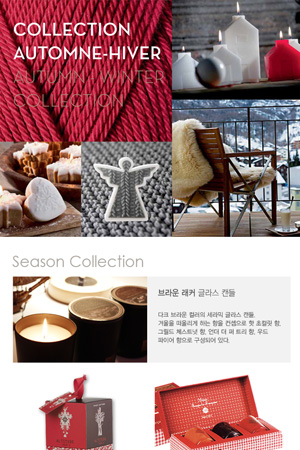 COLLECTION
AUTOMNE-HIVER
AUTUMN - WINTER
COLLECTION
Season Collection
브라운 래커 글라스 캔들
다크 브라운 컬러의 세라믹 글라스 캔들,
겨울을 떠올리게 하는 향을 컨셉으로 핫 초컬릿 향,
그릴드 체스트넛 향, 언더 더 퍼 트리 향, 우드
파이어 향으로 구성되어 있다.